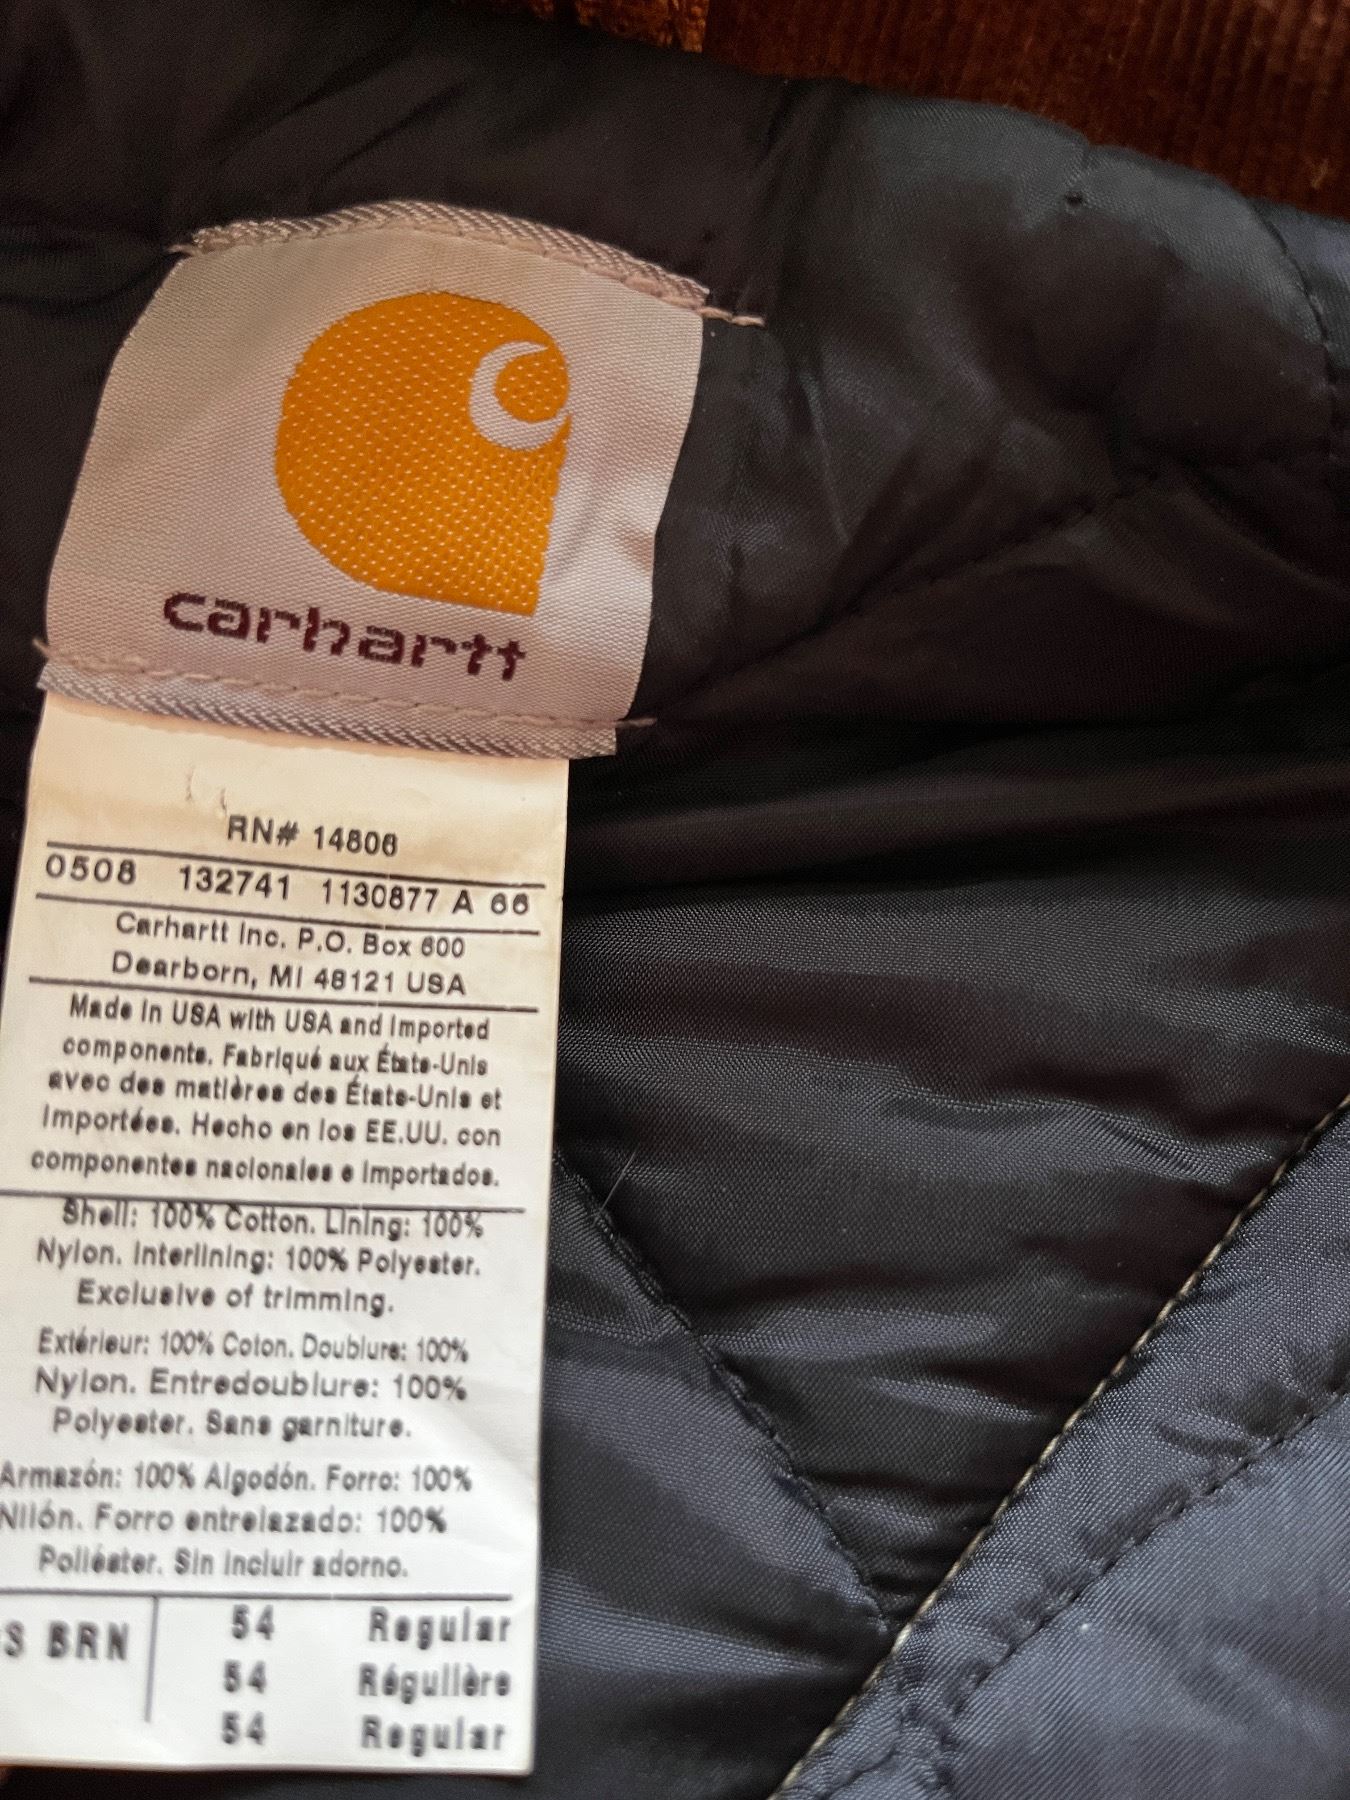 carhartt
RN# 14806
0508 132741 1130877 A 66
Carhartt Inc. P.O. Box 600
Dearborn, MI 48121 USA
Made in USA with USA and Imported
components. Fabriqué aux États-Unis
avec des matières des États-Unis et
Importées. Hecho en los EE.UU. con
componentes nacionales e Importados.
Shell: 100% Cotton. Lining: 100%
Nylon. Interlining: 100% Polyester.
Exclusive of trimming.
Extérieur: 100% Coton. Doublure: 100%
Nylon. Entredoublure: 100%
Polyester. Sans garniture.
Armazón: 100% Algodón. Forro: 100%
Nilón. Forro entrelazado: 100%
Poliéster. Sin incluir adorno.
S BRN
54 Regular
54 Régulière
54 Regular